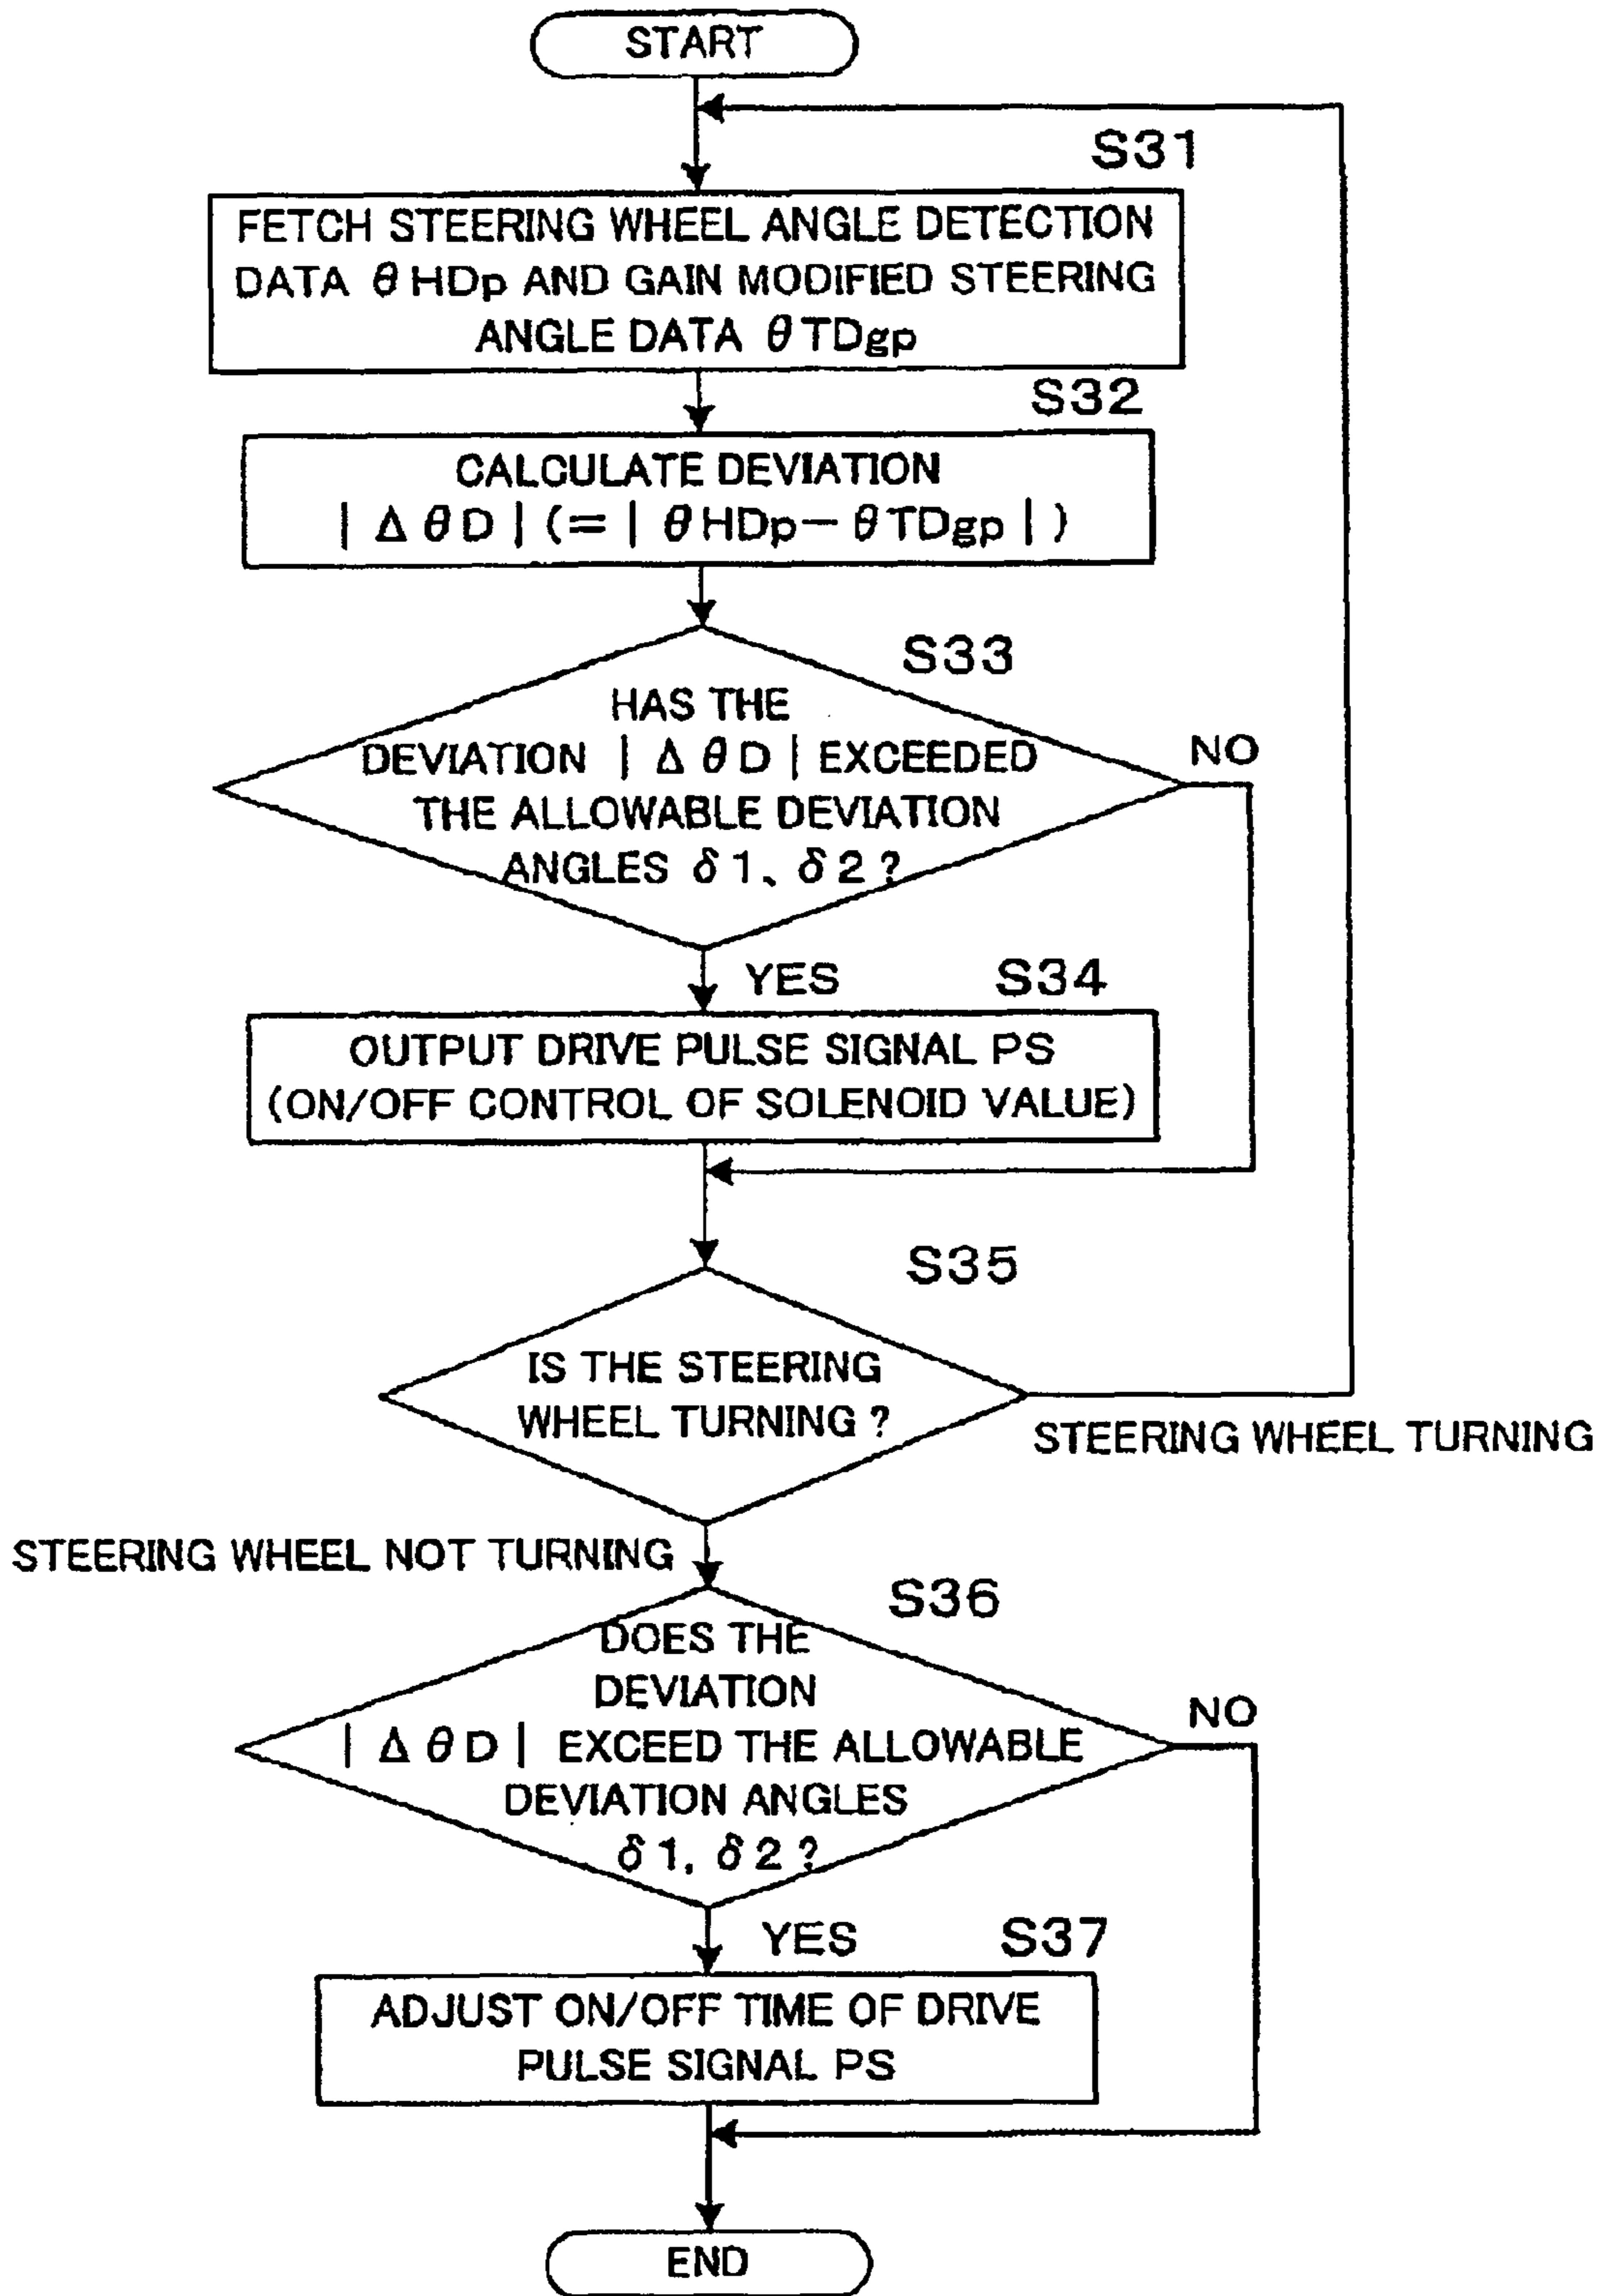 START
S31
FETCH STEERING WHEEL ANGLE DETECTION
DATA θHDp AND GAIN MODIFIED STEERING
ANGLE DATA θTDgp
S32
CALCULATE DEVIATION
|ΔθD|(=|θHDp-θTDgp|)
S33
HAS THE
DEVIATION |ΔθD| EXCEEDED
THE ALLOWABLE DEVIATION
ANGLES δ1、δ2?
NO
YES
S34
OUTPUT DRIVE PULSE SIGNAL PS
(ON/OFF CONTROL OF SOLENOID VALUE)
S35
IS THE STEERING
WHEEL TURNING?
STEERING WHEEL TURNING
STEERING WHEEL NOT TURNING
S36
DOES THE
DEVIATION
|ΔθD| EXCEED THE ALLOWABLE
DEVIATION ANGLES
δ1, δ2?
NO
YES
S37
ADJUST ON/OFF TIME OF DRIVE
PULSE SIGNAL PS
END